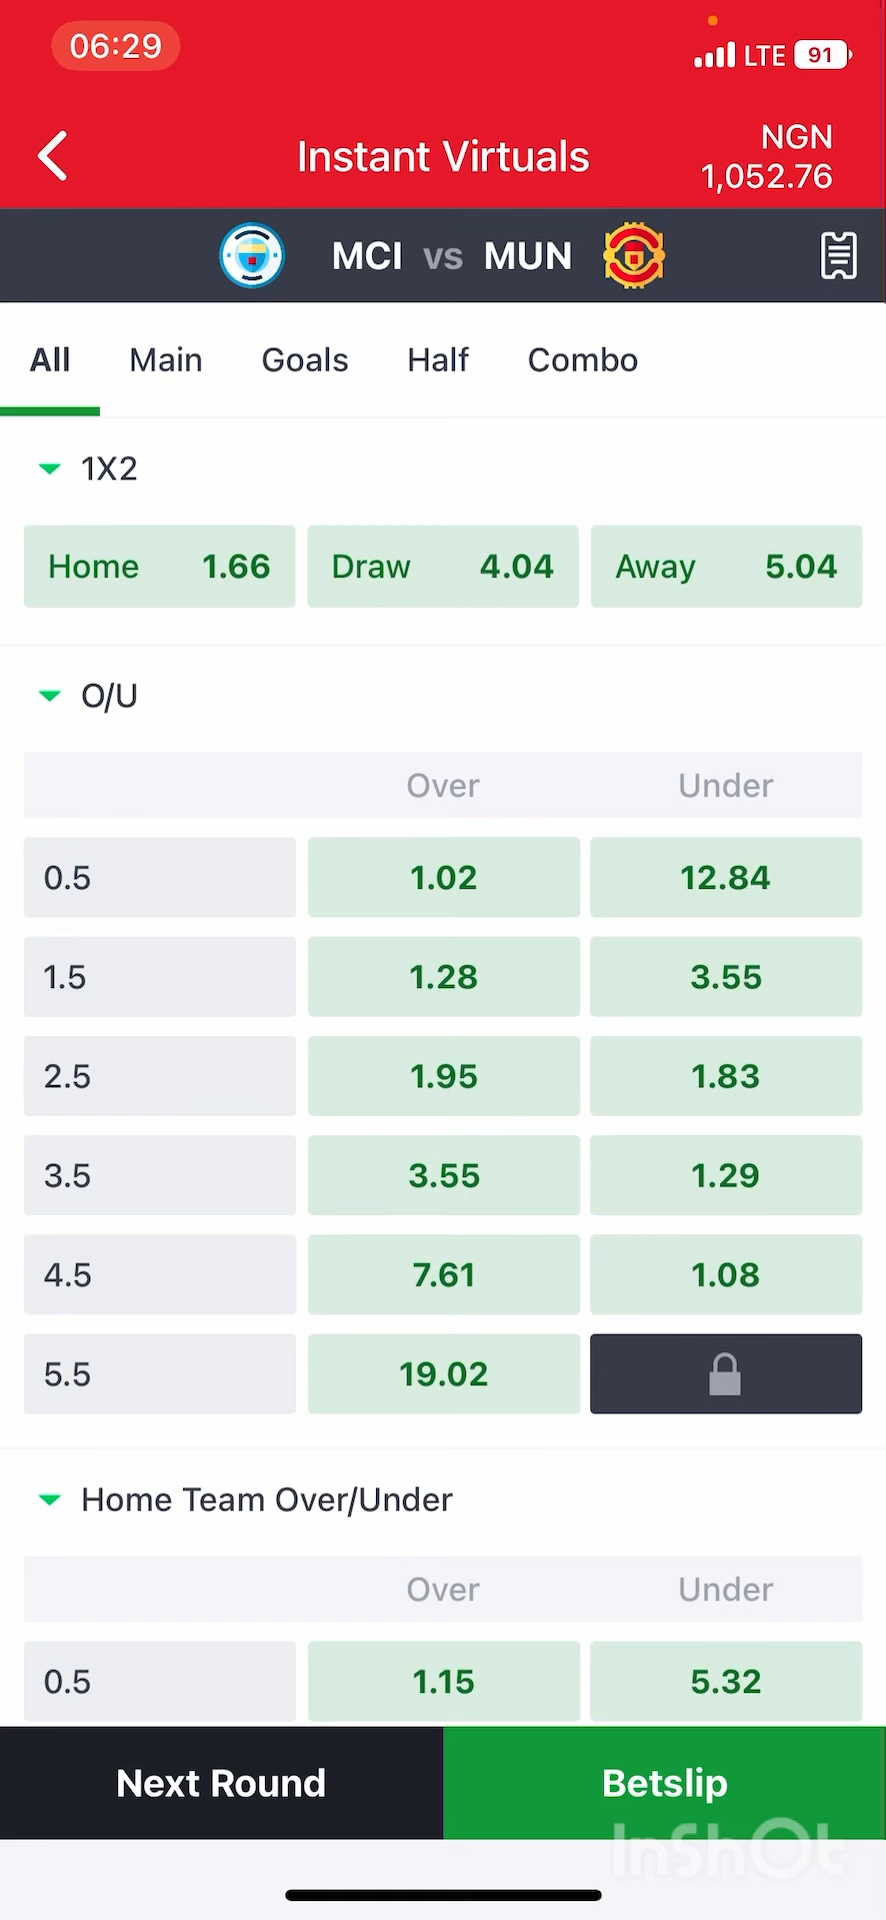 06:29
LTE 91
Instant Virtuals
NGN
1,052.76
MCI vs MUN
All Main Goals Half Combo
1X2
Home 1.66 Draw 4.04 Away 5.04
O/U
Over Under
0.5 1.02 12.84
1.5 1.28 3.55
2.5 1.95 1.83
3.5 3.55 1.29
4.5 7.61 1.08
5.5 19.02
Home Team Over/Under
Over Under
0.5 1.15 5.32
Next Round Betslip
InShOt